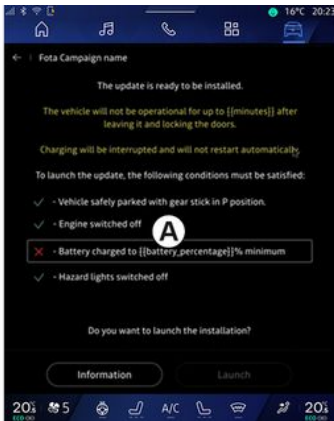 16°C 20:23
Fota Campaign name
The update is ready to be installed.
The vehicle will not be operational for up to {{minutes}} after
leaving it and locking the doors.
Charging will be interrupted and will not restart automatically.
To launch the update, the following conditions must be satisfied:
- Vehicle safely parked with gear stick in P position.
- Engine switched off
A
- Battery charged to {{battery_percentage}}% minimum
- Hazard lights switched off
Do you want to launch the installation?
Information Launch
20 5 A/C 20
ECO ECO